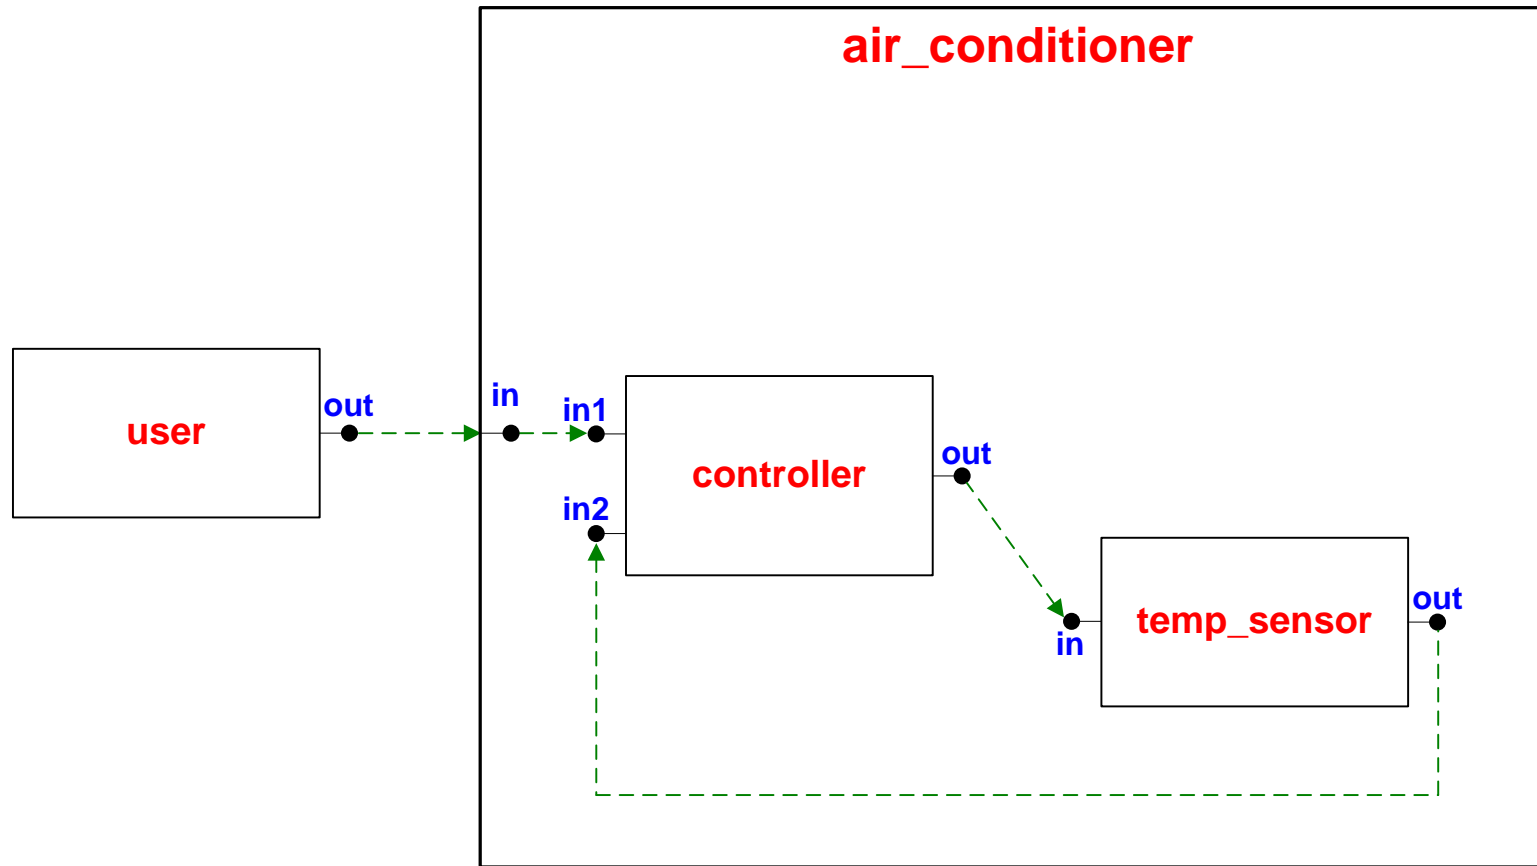 air_conditioner
user
out
in
in1
in2
controller
out
in
temp_sensor
out